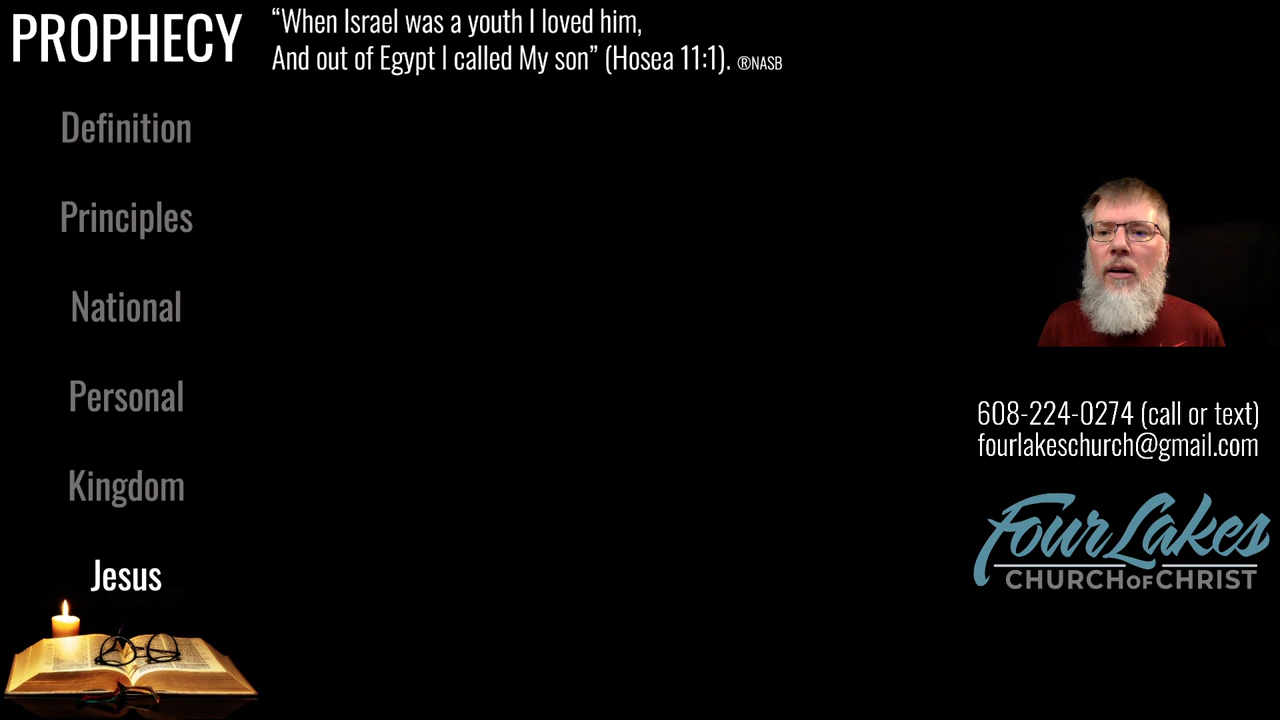 PROPHECY
“When Israel was a youth I loved him,
And out of Egypt I called My son” (Hosea 11:1). ®NASB
Definition
Principles
National
Personal
Kingdom
Jesus
608-224-0274 (call or text)
fourlakeschurch@gmail.com
Four Lakes
CHURCH OF CHRIST